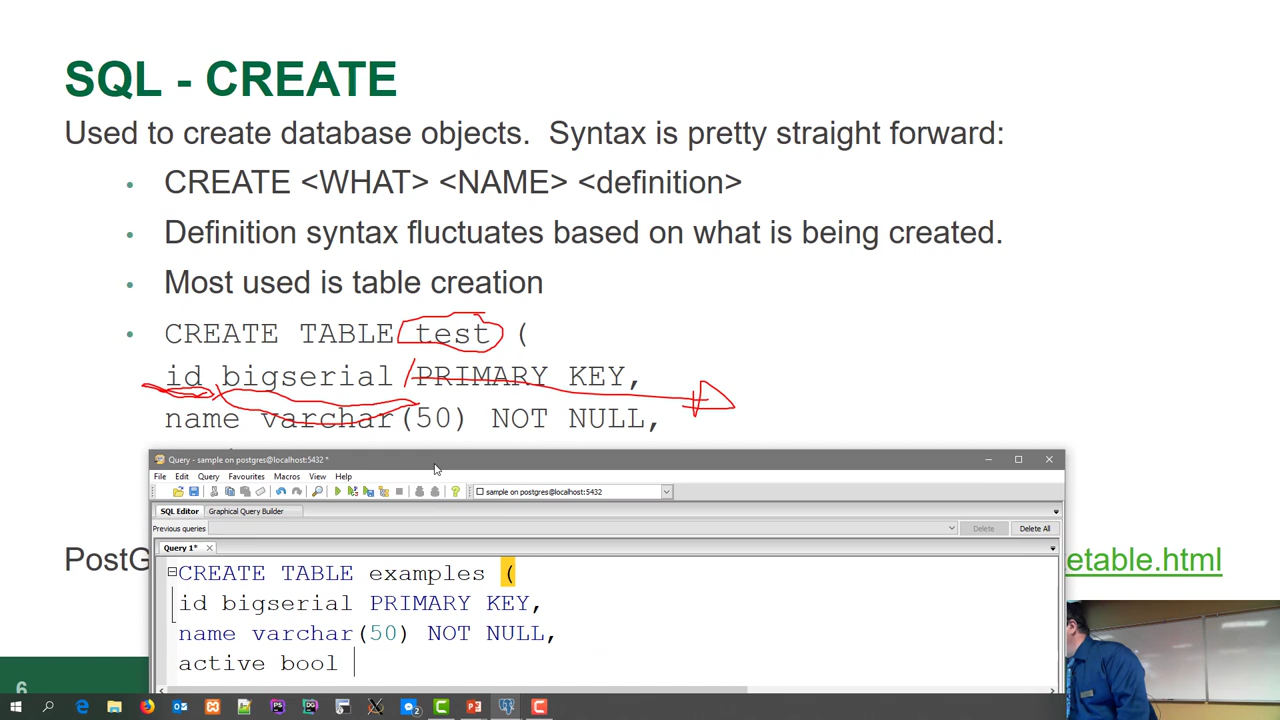 SQL - CREATE
Used to create database objects.  Syntax is pretty straight forward:
• CREATE <WHAT> <NAME> <definition>
• Definition syntax fluctuates based on what is being created.
• Most used is table creation
• CREATE TABLE test (
id bigserial PRIMARY KEY,
name varchar(50) NOT NULL,
Query - sample on postgres@localhost:5432 *
File Edit Query Favourites Macros View Help
sample on postgres@localhost:5432
SQL Editor Graphical Query Builder
Previous queries Delete Delete All
Query 1*
PostG etable.html
CREATE TABLE examples (
id bigserial PRIMARY KEY,
name varchar(50) NOT NULL,
active bool
6